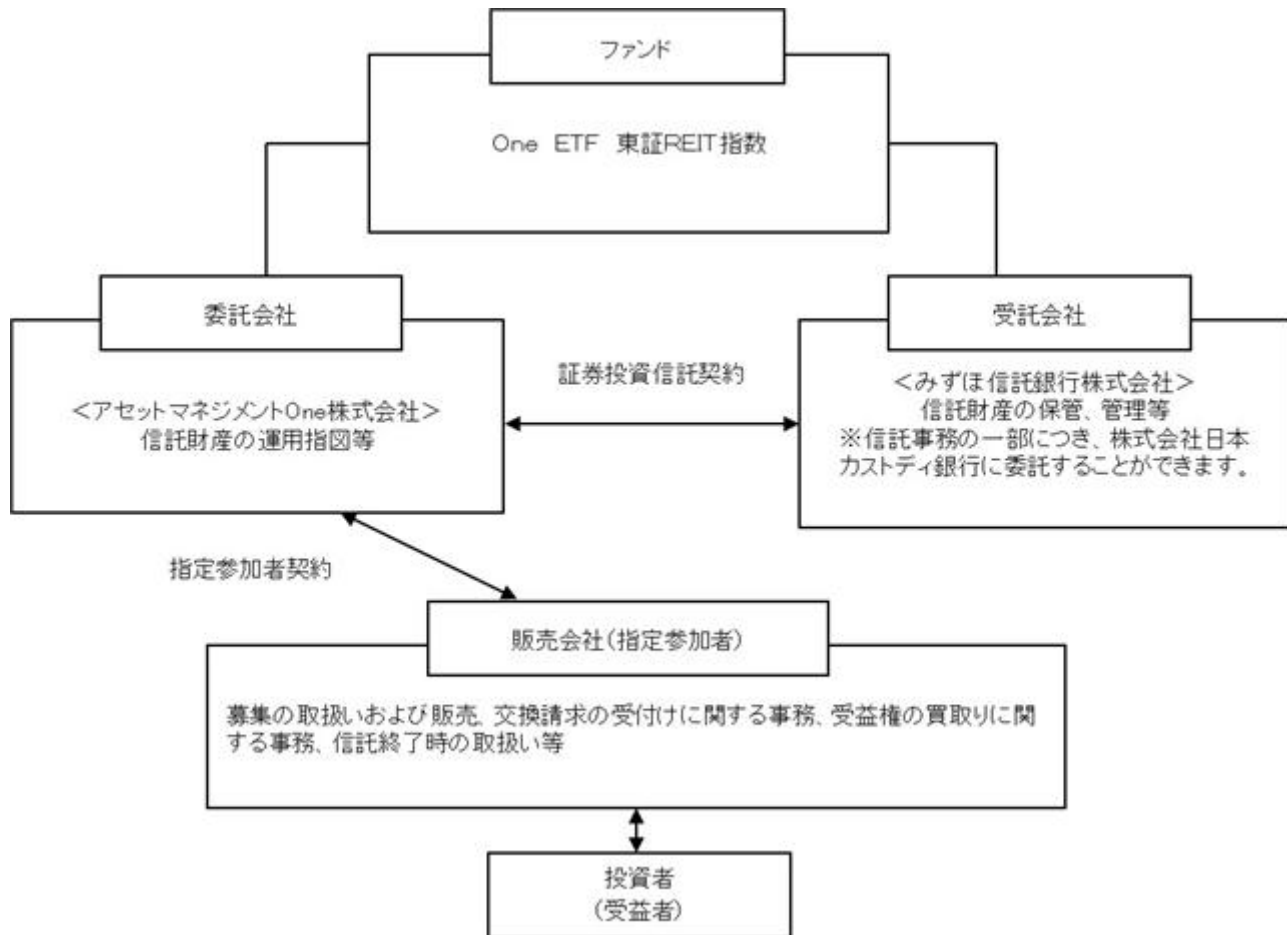 ファンド
One ETF 東証REIT指数
委託会社
受託会社
証券投資信託契約
＜アセットマネジメントOne株式会社＞
信託財産の運用指図等
＜みずほ信託銀行株式会社＞
信託財産の保管、管理等
※信託事務の一部につき、株式会社日本
カストディ銀行に委託することができます。
指定参加者契約
販売会社(指定参加者)
募集の取扱いおよび販売、交換請求の受付けに関する事務、受益権の買取りに関
する事務、信託終了時の取扱い等
投資者
(受益者)